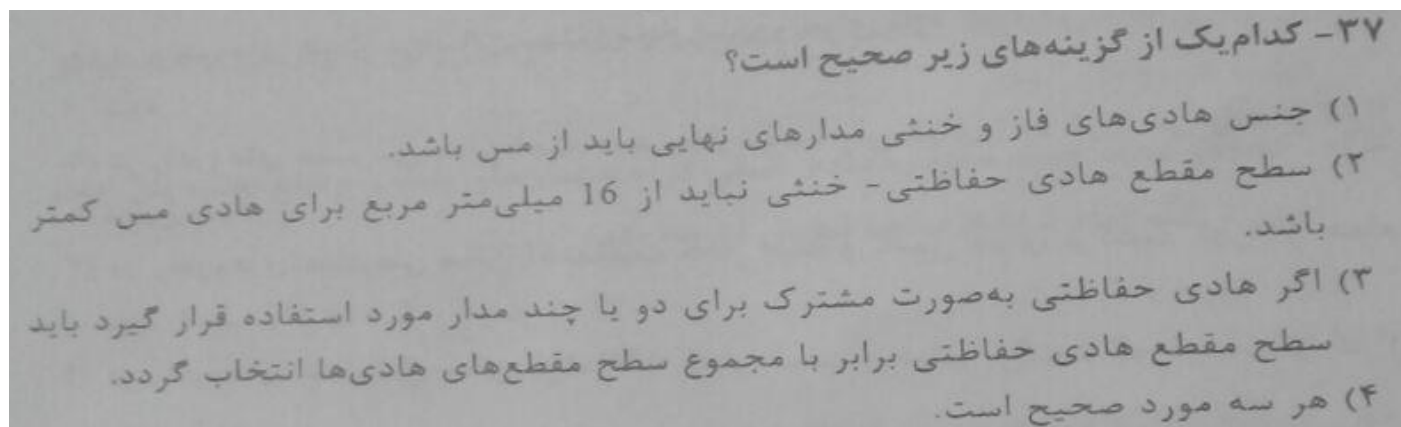 ۳۷- کدام‌یک از گزینه‌های زیر صحیح است؟
۱) جنس هادی‌های فاز و خنثی مدارهای نهایی باید از مس باشد.
۲) سطح مقطع هادی حفاظتی- خنثی نباید از 16 میلی‌متر مربع برای هادی مس کمتر
باشد.
۳) اگر هادی حفاظتی به‌صورت مشترک برای دو یا چند مدار مورد استفاده قرار گیرد باید
سطح مقطع هادی حفاظتی برابر با مجموع سطح مقطع‌های هادی‌ها انتخاب گردد.
۴) هر سه مورد صحیح است.